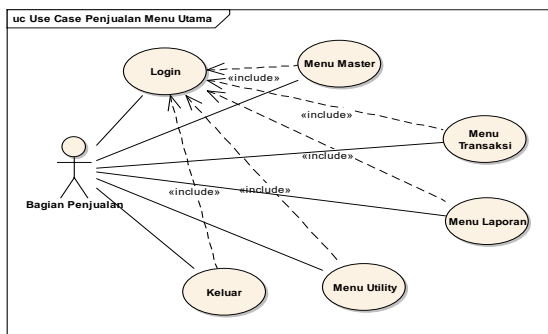 uc Use Case Penjualan Menu Utama
Login
Menu Master
«include»
«include»
Menu
Transaksi
«include»
Bagian Penjualan
«include»
«include»
Menu Laporan
Keluar
Menu Utility